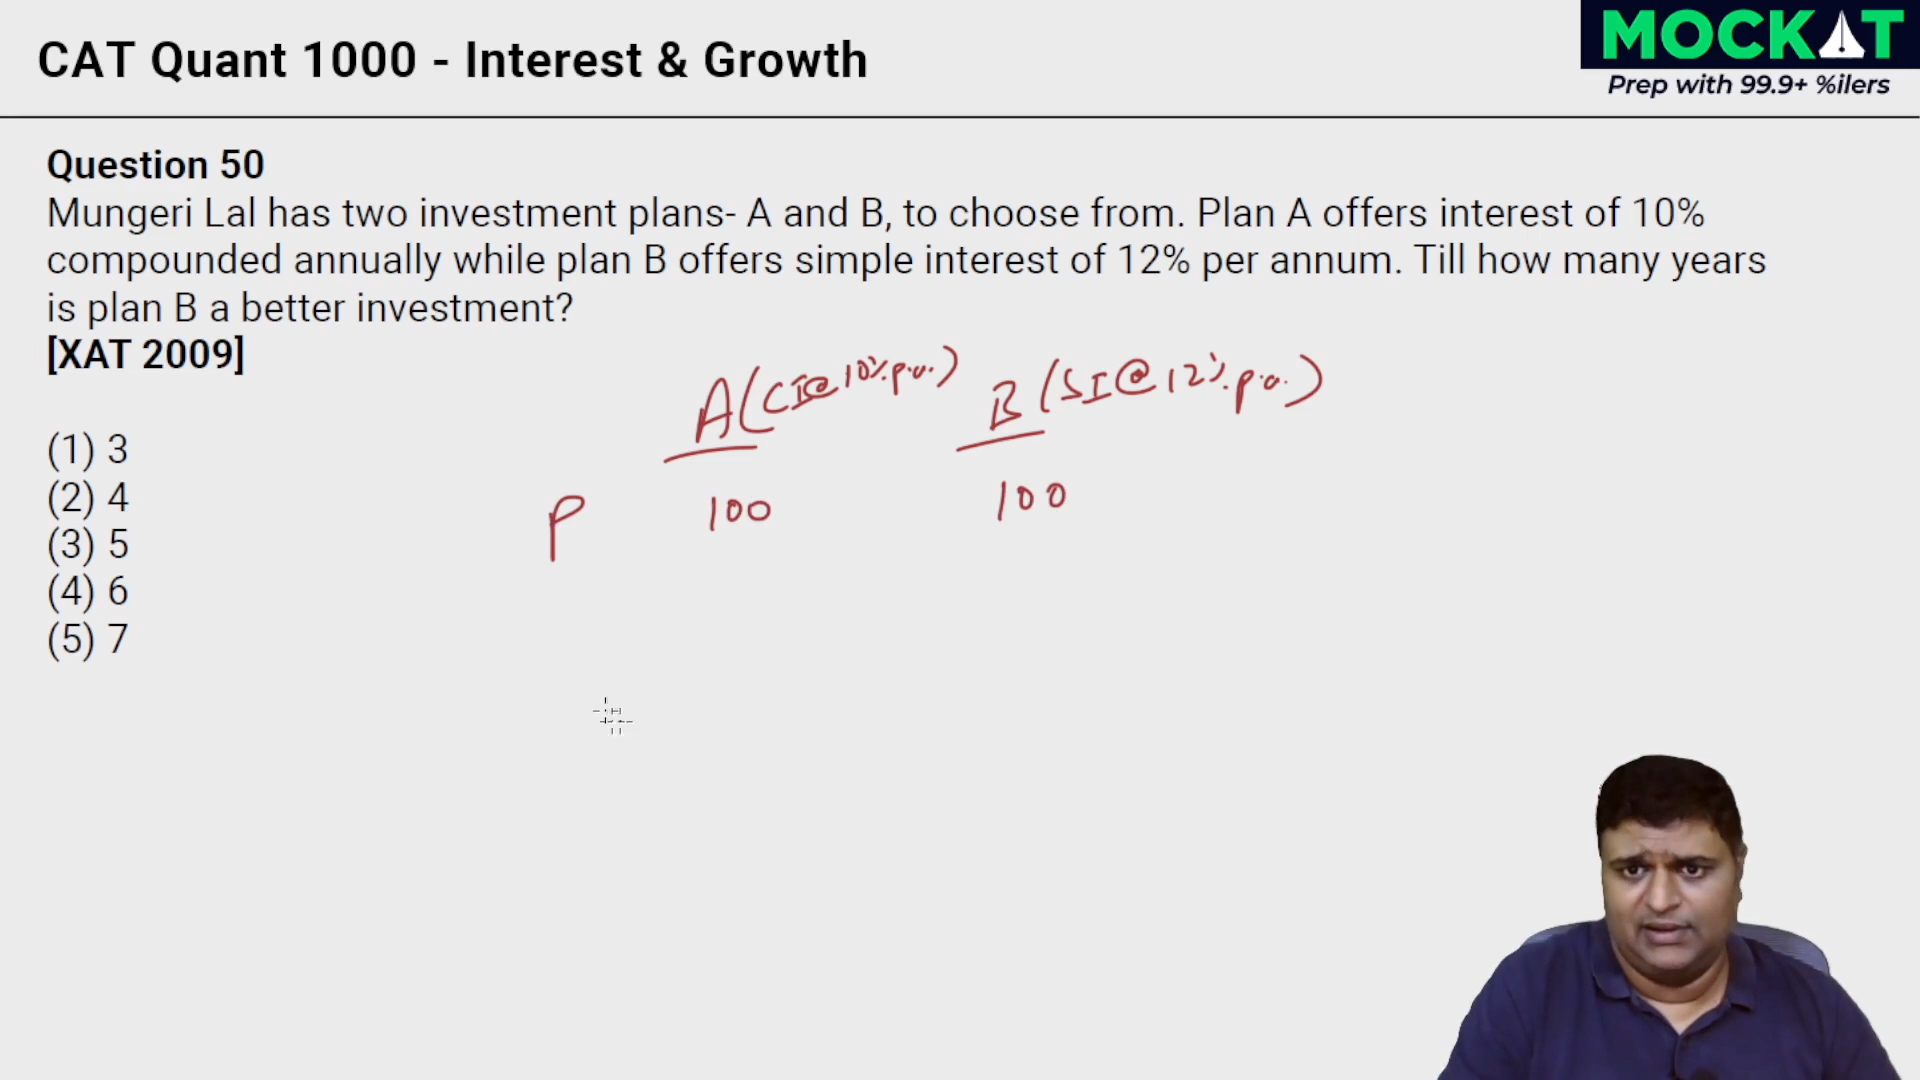 CAT Quant 1000 - Interest & Growth
MOCKAT
Prep with 99.9+ %ilers
Question 50
Mungeri Lal has two investment plans- A and B, to choose from. Plan A offers interest of 10%
compounded annually while plan B offers simple interest of 12% per annum. Till how many years
is plan B a better investment?
[XAT 2009]
(1) 3
(2) 4
(3) 5
(4) 6
(5) 7
A (CI@ 10% p.a.) B (SI @ 12% p.a.)
P 100 100